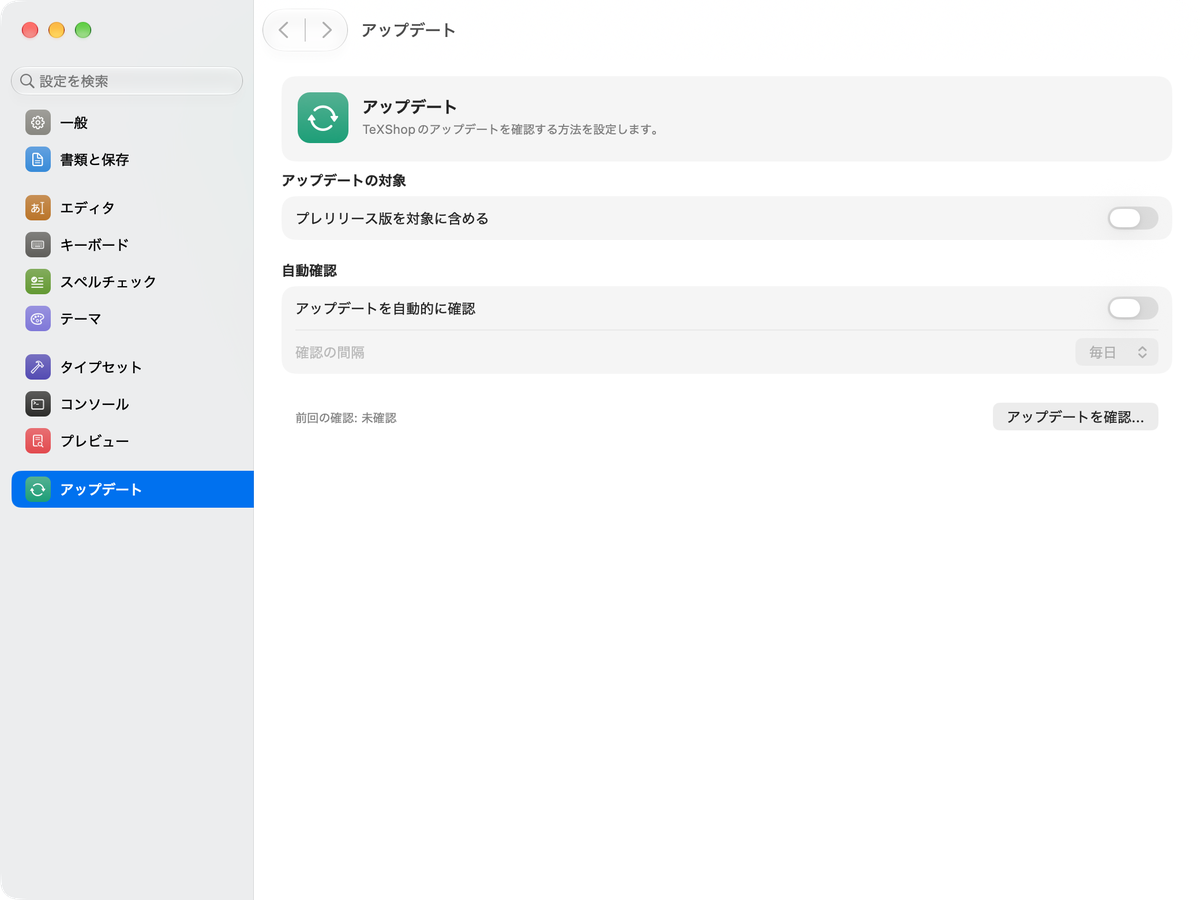 アップデート
設定を検索
一般
書類と保存
エディタ
キーボード
スペルチェック
テーマ
タイプセット
コンソール
プレビュー
アップデート
アップデート
TeXShopのアップデートを確認する方法を設定します。
アップデートの対象
プレリリース版を対象に含める
自動確認
アップデートを自動的に確認
確認の間隔 毎日
前回の確認: 未確認 アップデートを確認...